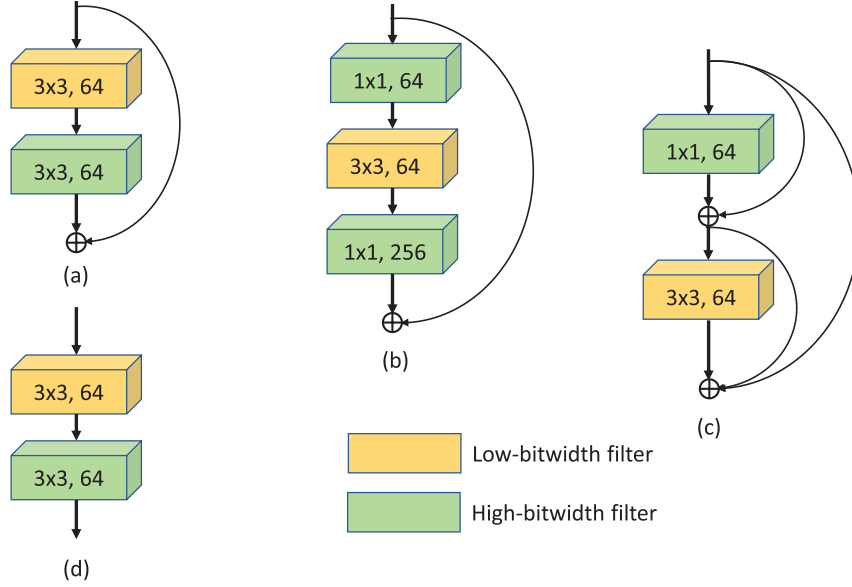 3x3, 64
3x3, 64
(a)
1x1, 64
3x3, 64
1x1, 256
(b)
1x1, 64
3x3, 64
(c)
3x3, 64
3x3, 64
(d)
Low-bitwidth filter
High-bitwidth filter